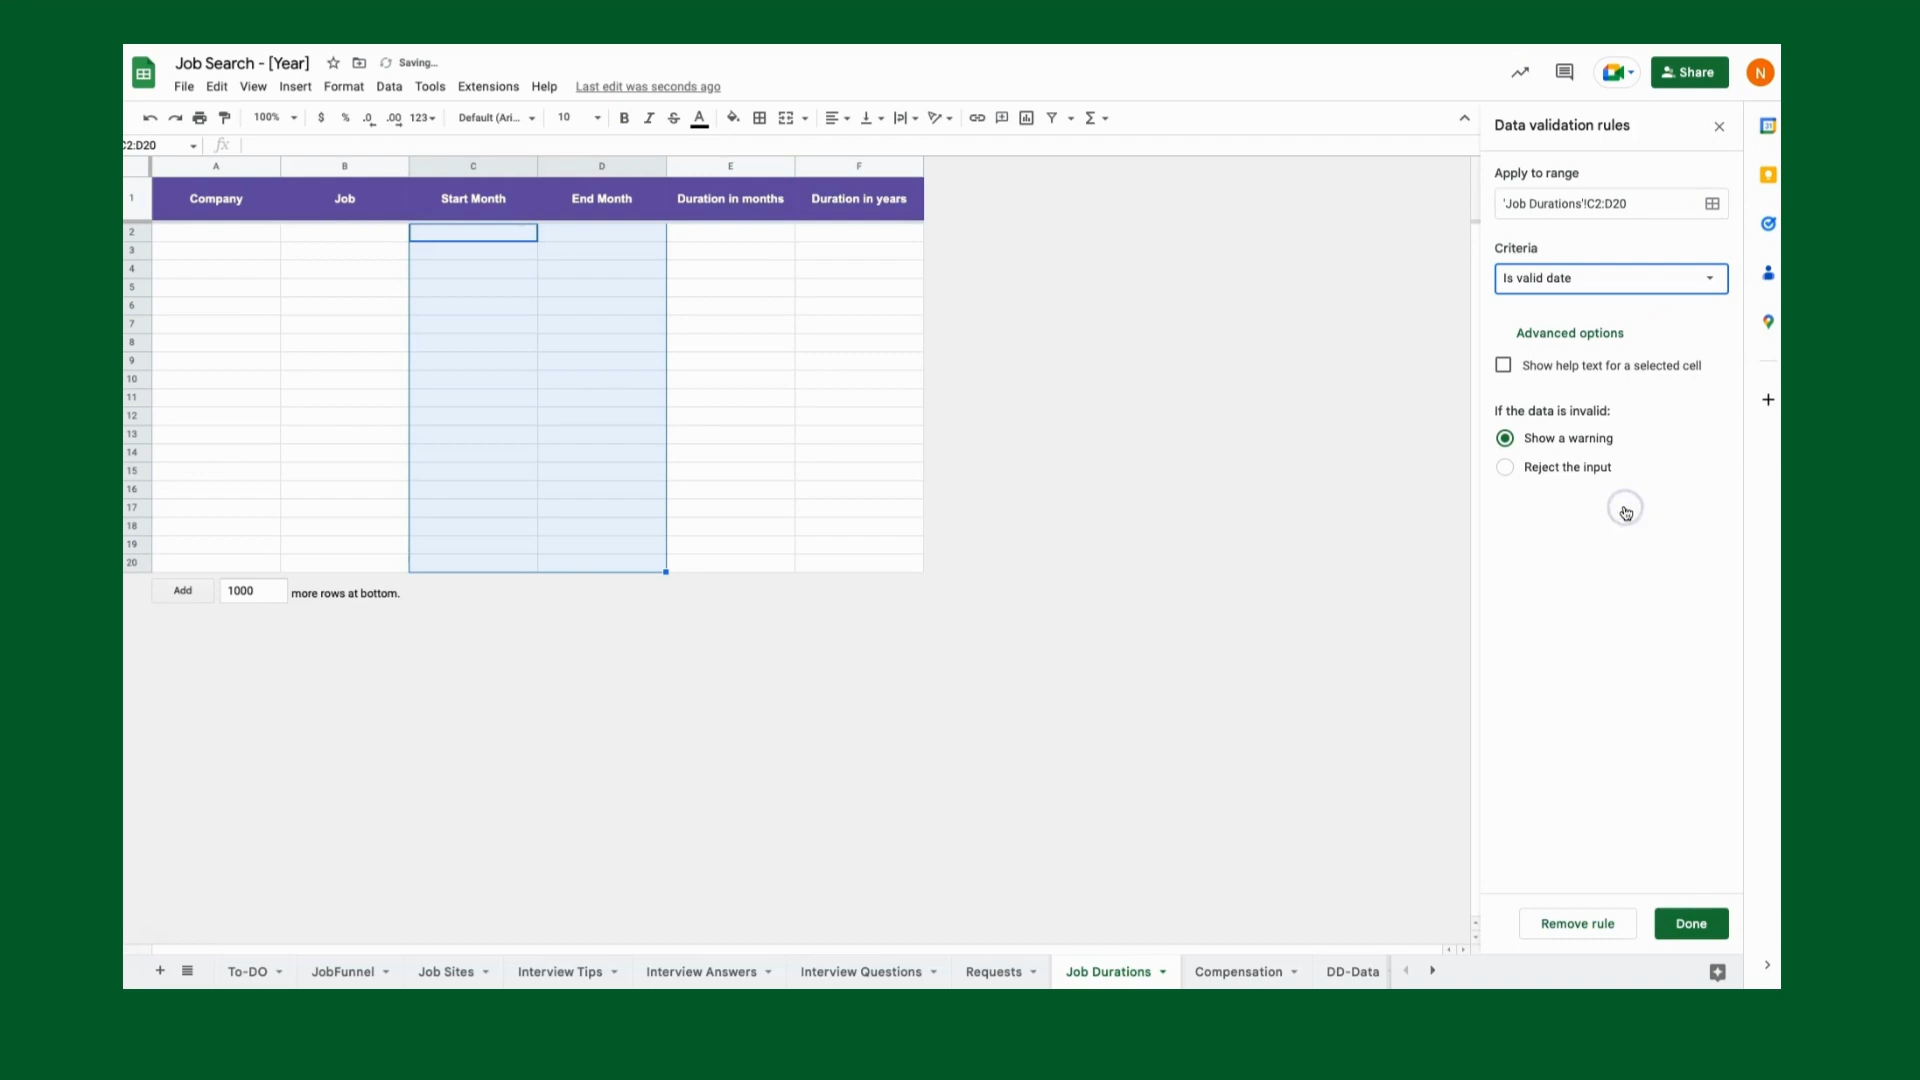 Job Search - [Year] Saving...
File Edit View Insert Format Data Tools Extensions Help Last edit was seconds ago
Share
N
100% $ % .0 .00 123 Default (Ari... 10 B I S A
C2:D20 fx
A B C D E F
1 Company Job Start Month End Month Duration in months Duration in years
2
3
4
5
6
7
8
9
10
11
12
13
14
15
16
17
18
19
20
Add 1000 more rows at bottom.
Data validation rules
Apply to range
'Job Durations'!C2:D20
Criteria
Is valid date
Advanced options
Show help text for a selected cell
If the data is invalid:
Show a warning
Reject the input
Remove rule Done
31
To-DO JobFunnel Job Sites Interview Tips Interview Answers Interview Questions Requests Job Durations Compensation DD-Data